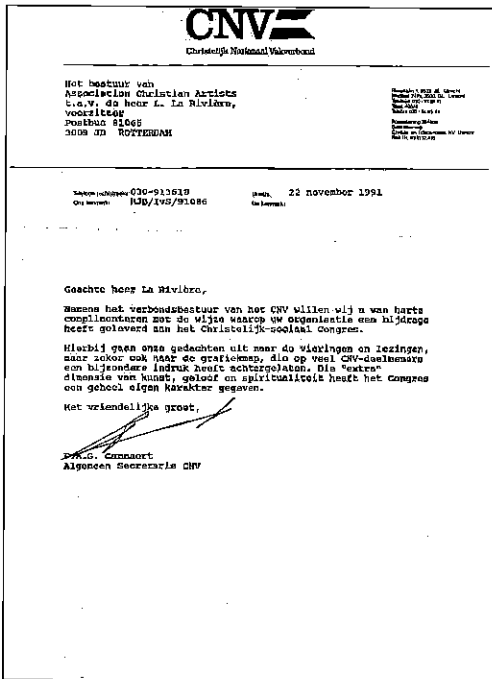 CNV
Christelijk Nationaal Vakverbond
Het bestuur van
Association Christian Artists
t.a.v. de heer L. La Rivière,
voorzitter
Postbus 81065
3009 JD ROTTERDAM
030-913618
22 november 1991
RJB/IvS/91086
Geachte heer La Rivière,
Namens het verbondsbestuur van het CNV willen wij u van harte
complimenteren met de wijze waarop uw organisatie een bijdrage
heeft geleverd aan het Christelijk-sociaal Congres.
Hierbij gaan onze gedachten uit naar de vieringen en lezingen,
maar zeker ook naar de grafiekmap, die op veel CNV-deelnemers
een bijzondere indruk heeft achtergelaten. Die "extra"
dimensie van kunst, geloof en spiritualiteit heeft het Congres
een geheel eigen karakter gegeven.
Met vriendelijke groet,
Cammaert
Algemeen Secretaris CNV